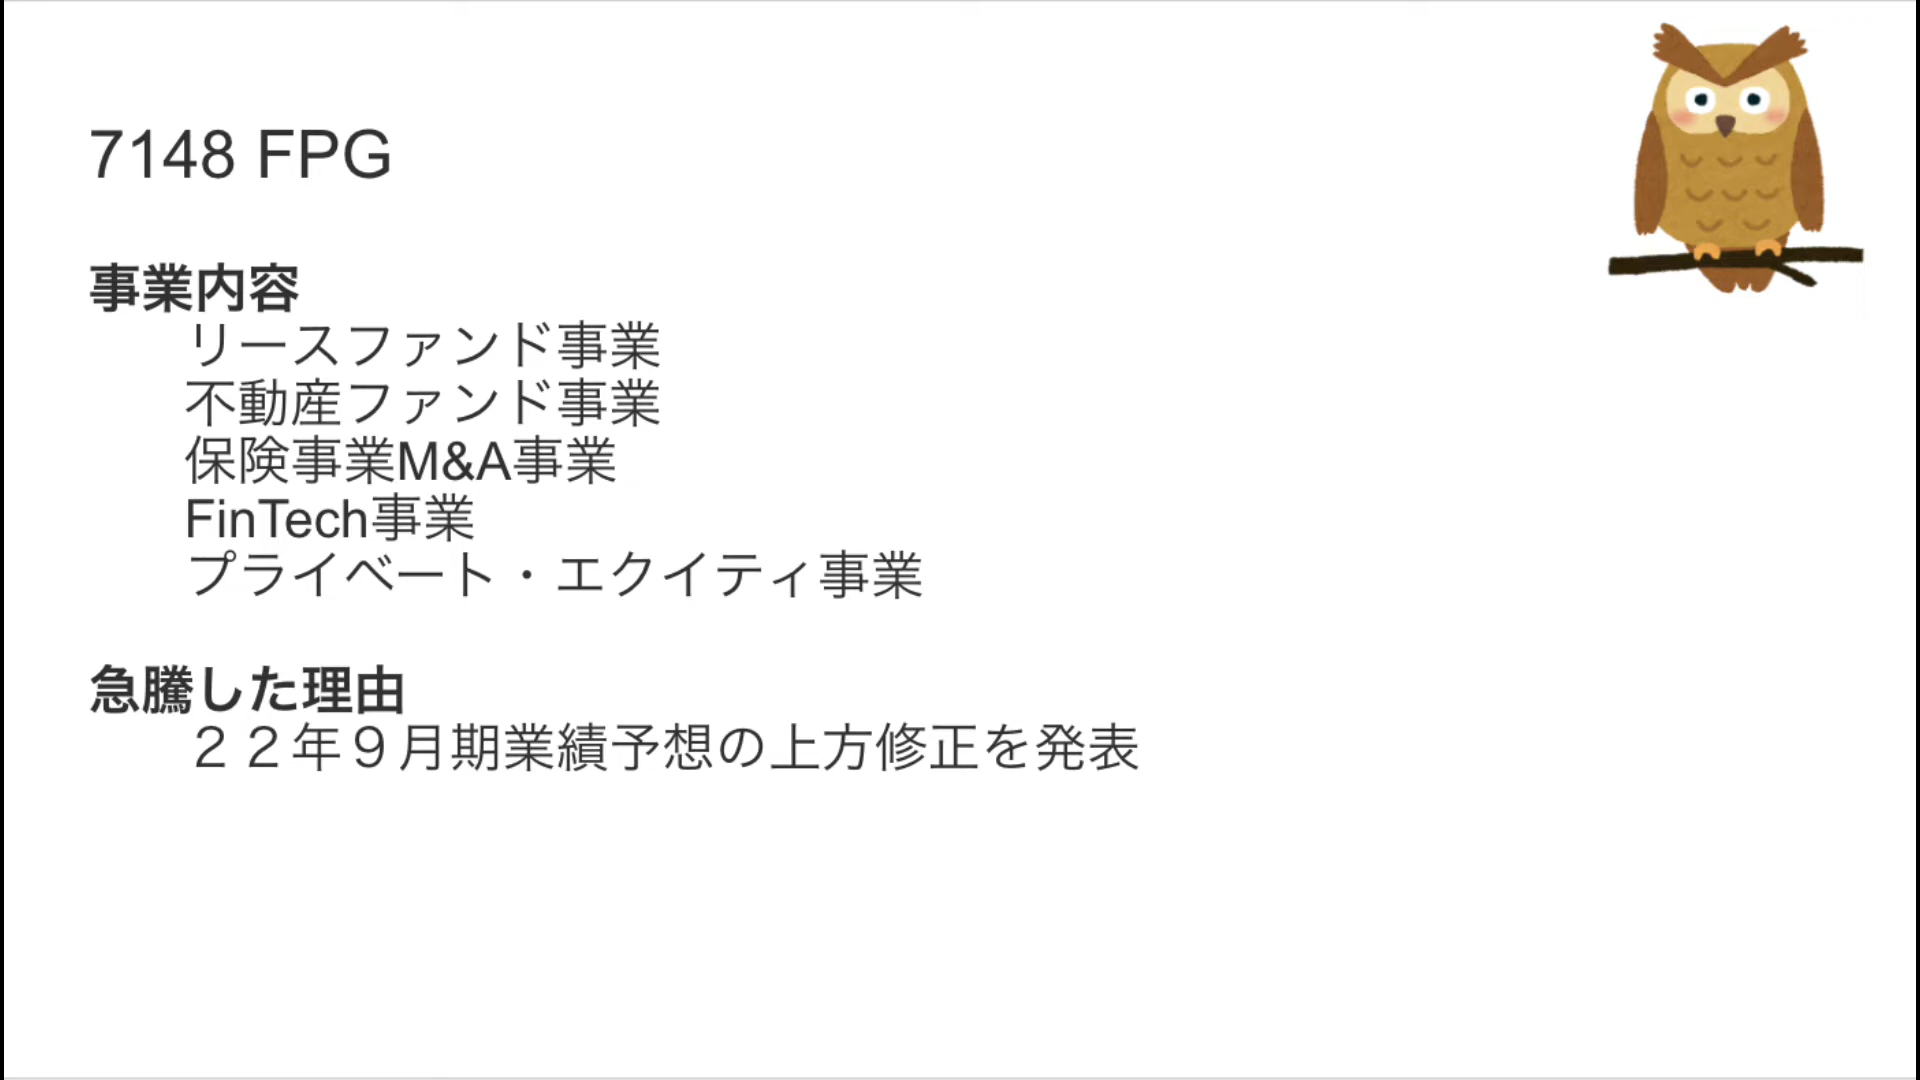 7148 FPG
事業内容
リースファンド事業
不動産ファンド事業
保険事業M&A事業
FinTech事業
プライベート・エクイティ事業
急騰した理由
２２年９月期業績予想の上方修正を発表